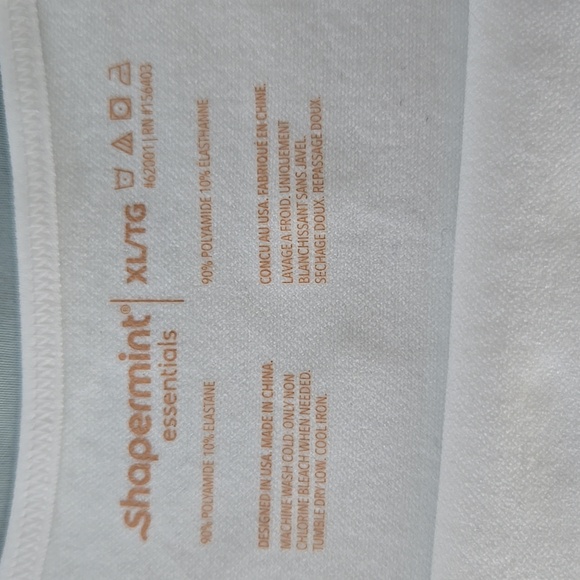 Shapermint®
essentials
XL/TG
#62001 | RN #156403
90% POLYAMIDE 10% ELASTANE
90% POLYAMIDE 10% ELASTHANNE
DESIGNED IN USA. MADE IN CHINA.
MACHINE WASH COLD. ONLY NON
CHLORINE BLEACH WHEN NEEDED.
TUMBLE DRY LOW. COOL IRON.
CONCU AU USA. FABRIQUÉ EN CHINE.
LAVAGE A FROID. UNIQUEMENT
BLANCHISSANT SANS JAVEL.
SECHAGE DOUX. REPASSAGE DOUX.